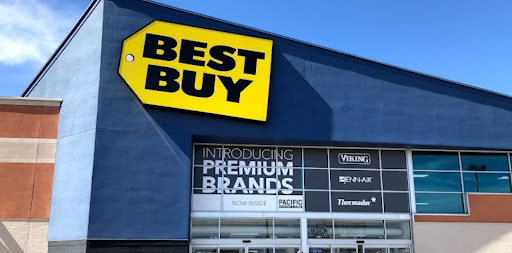 BEST
BUY
INTRODUCING
PREMIUM
BRANDS
NOW INSIDE
PACIFIC
VIKING
JENN-AIR
Thermador